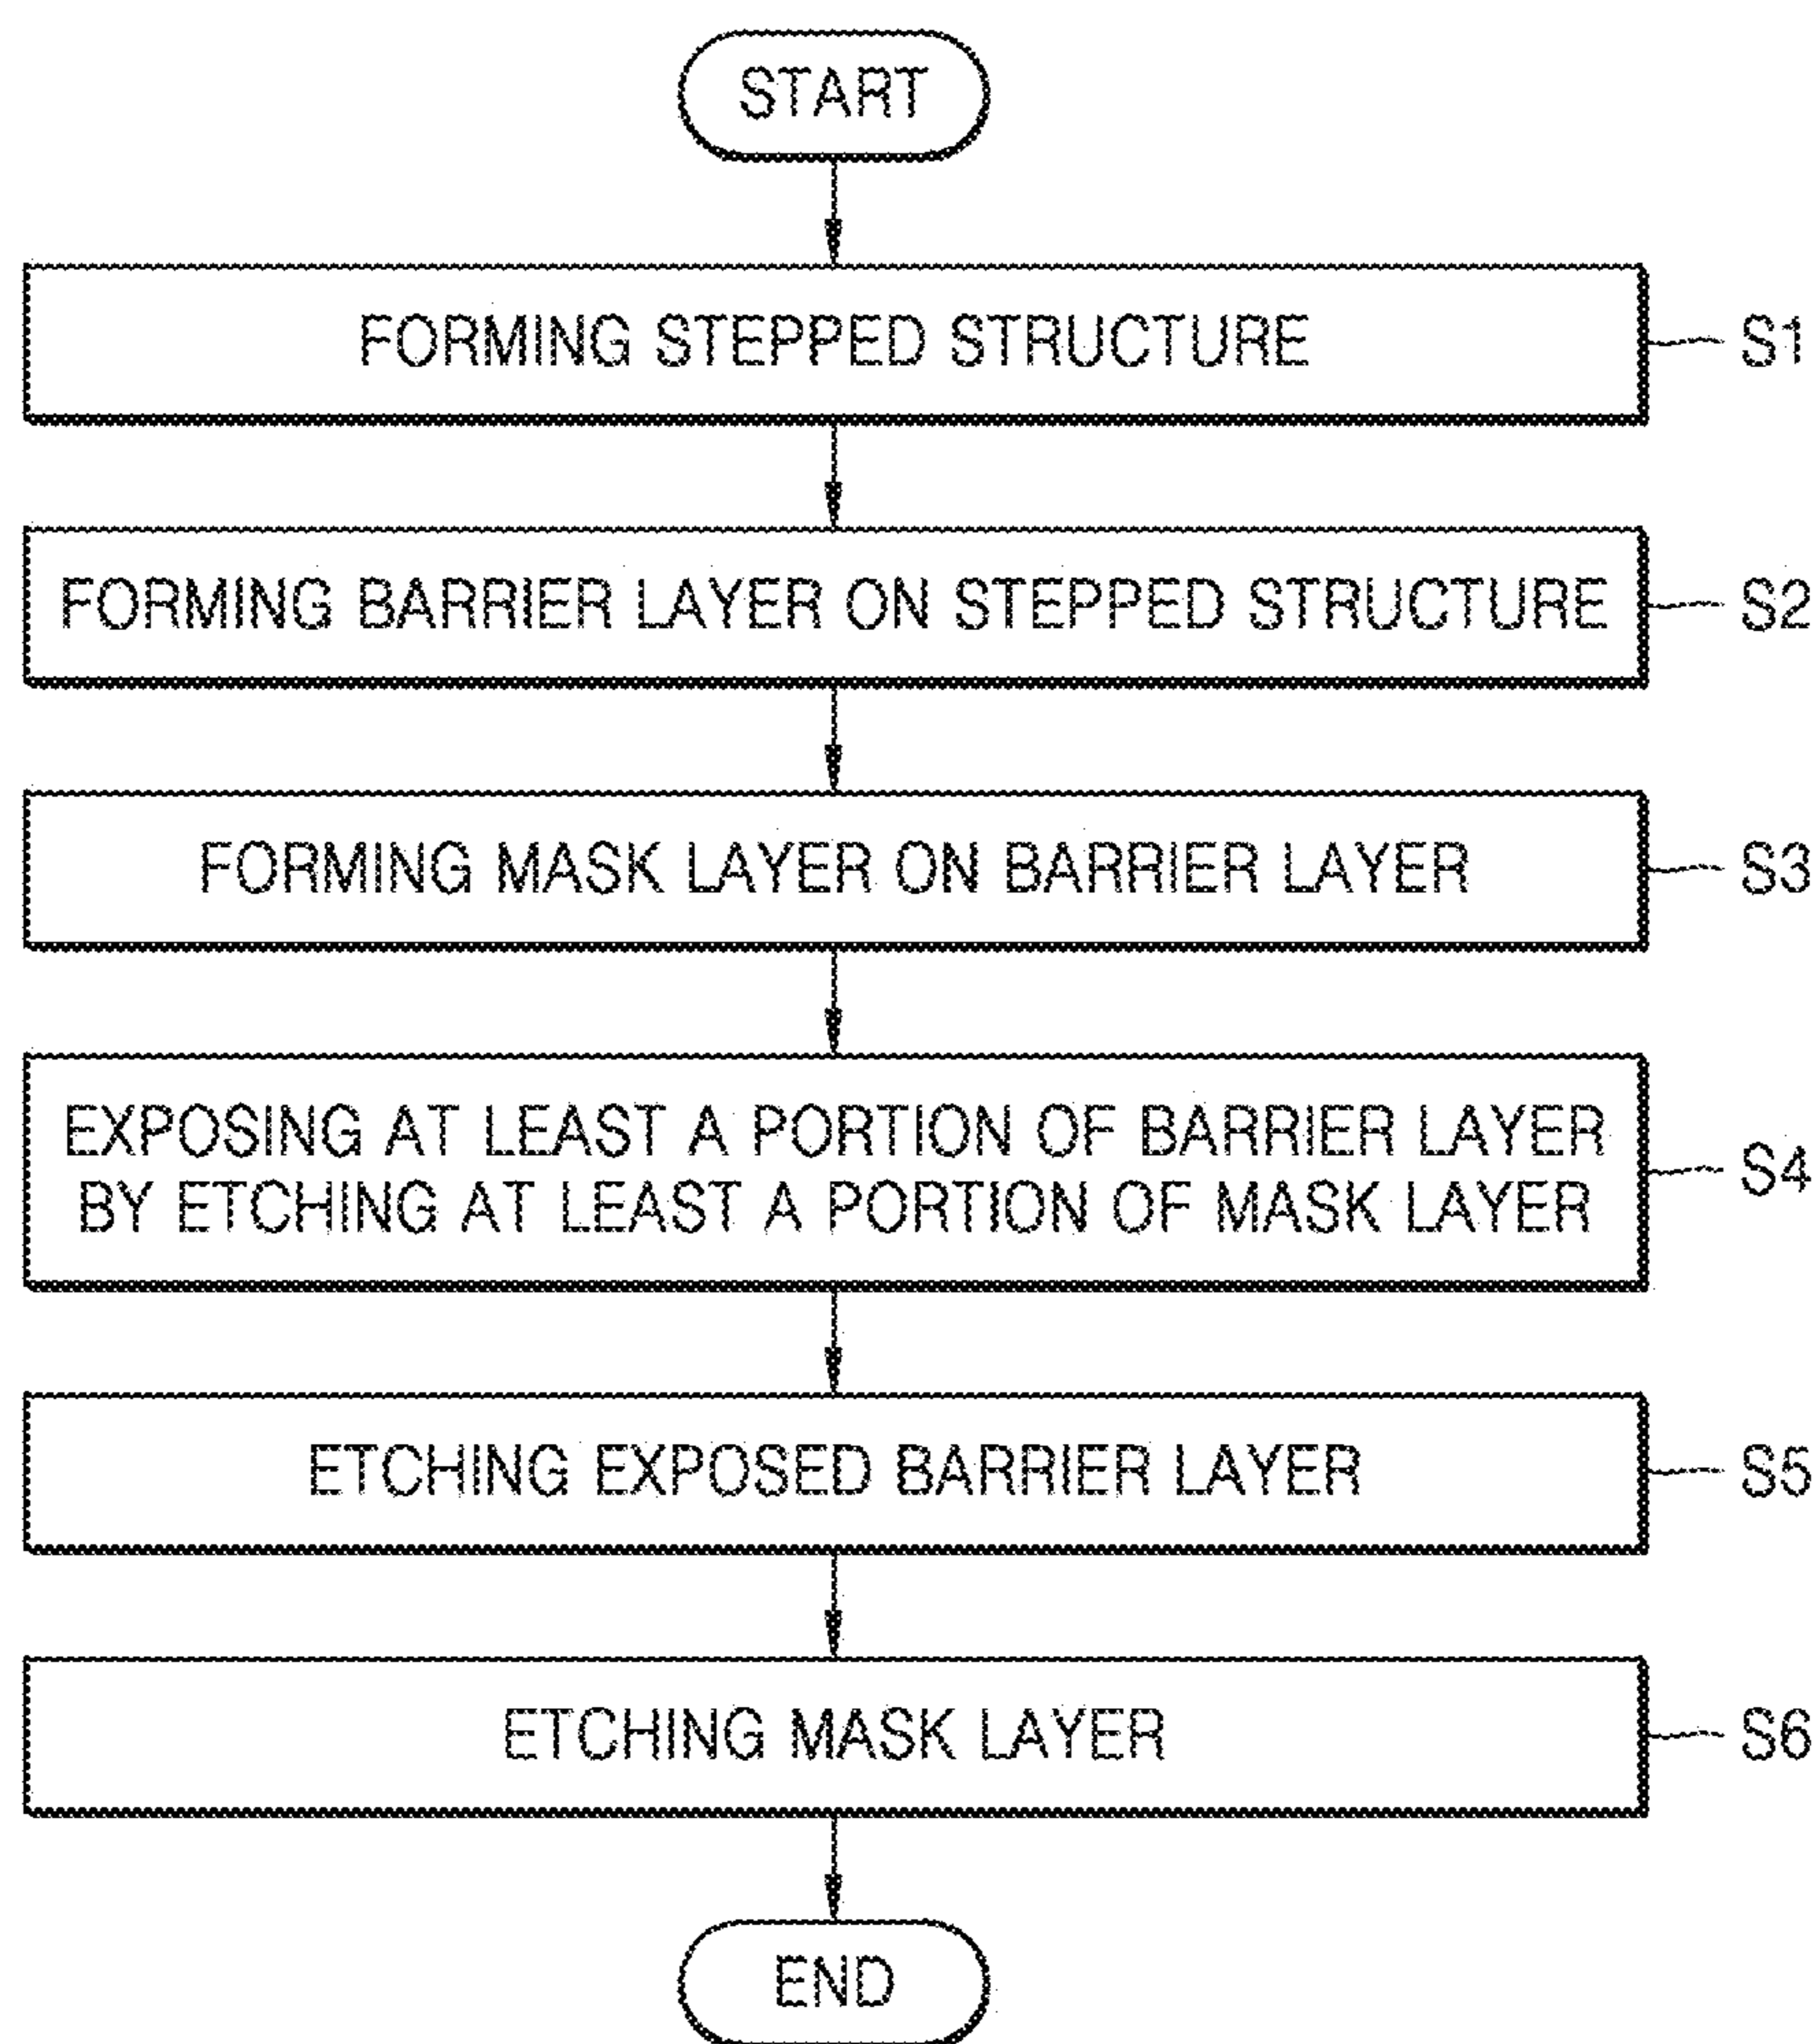 START
FORMING STEPPED STRUCTURE
S1
FORMING BARRIER LAYER ON STEPPED STRUCTURE
S2
FORMING MASK LAYER ON BARRIER LAYER
S3
EXPOSING AT LEAST A PORTION OF BARRIER LAYER
BY ETCHING AT LEAST A PORTION OF MASK LAYER
S4
ETCHING EXPOSED BARRIER LAYER
S5
ETCHING MASK LAYER
S6
END